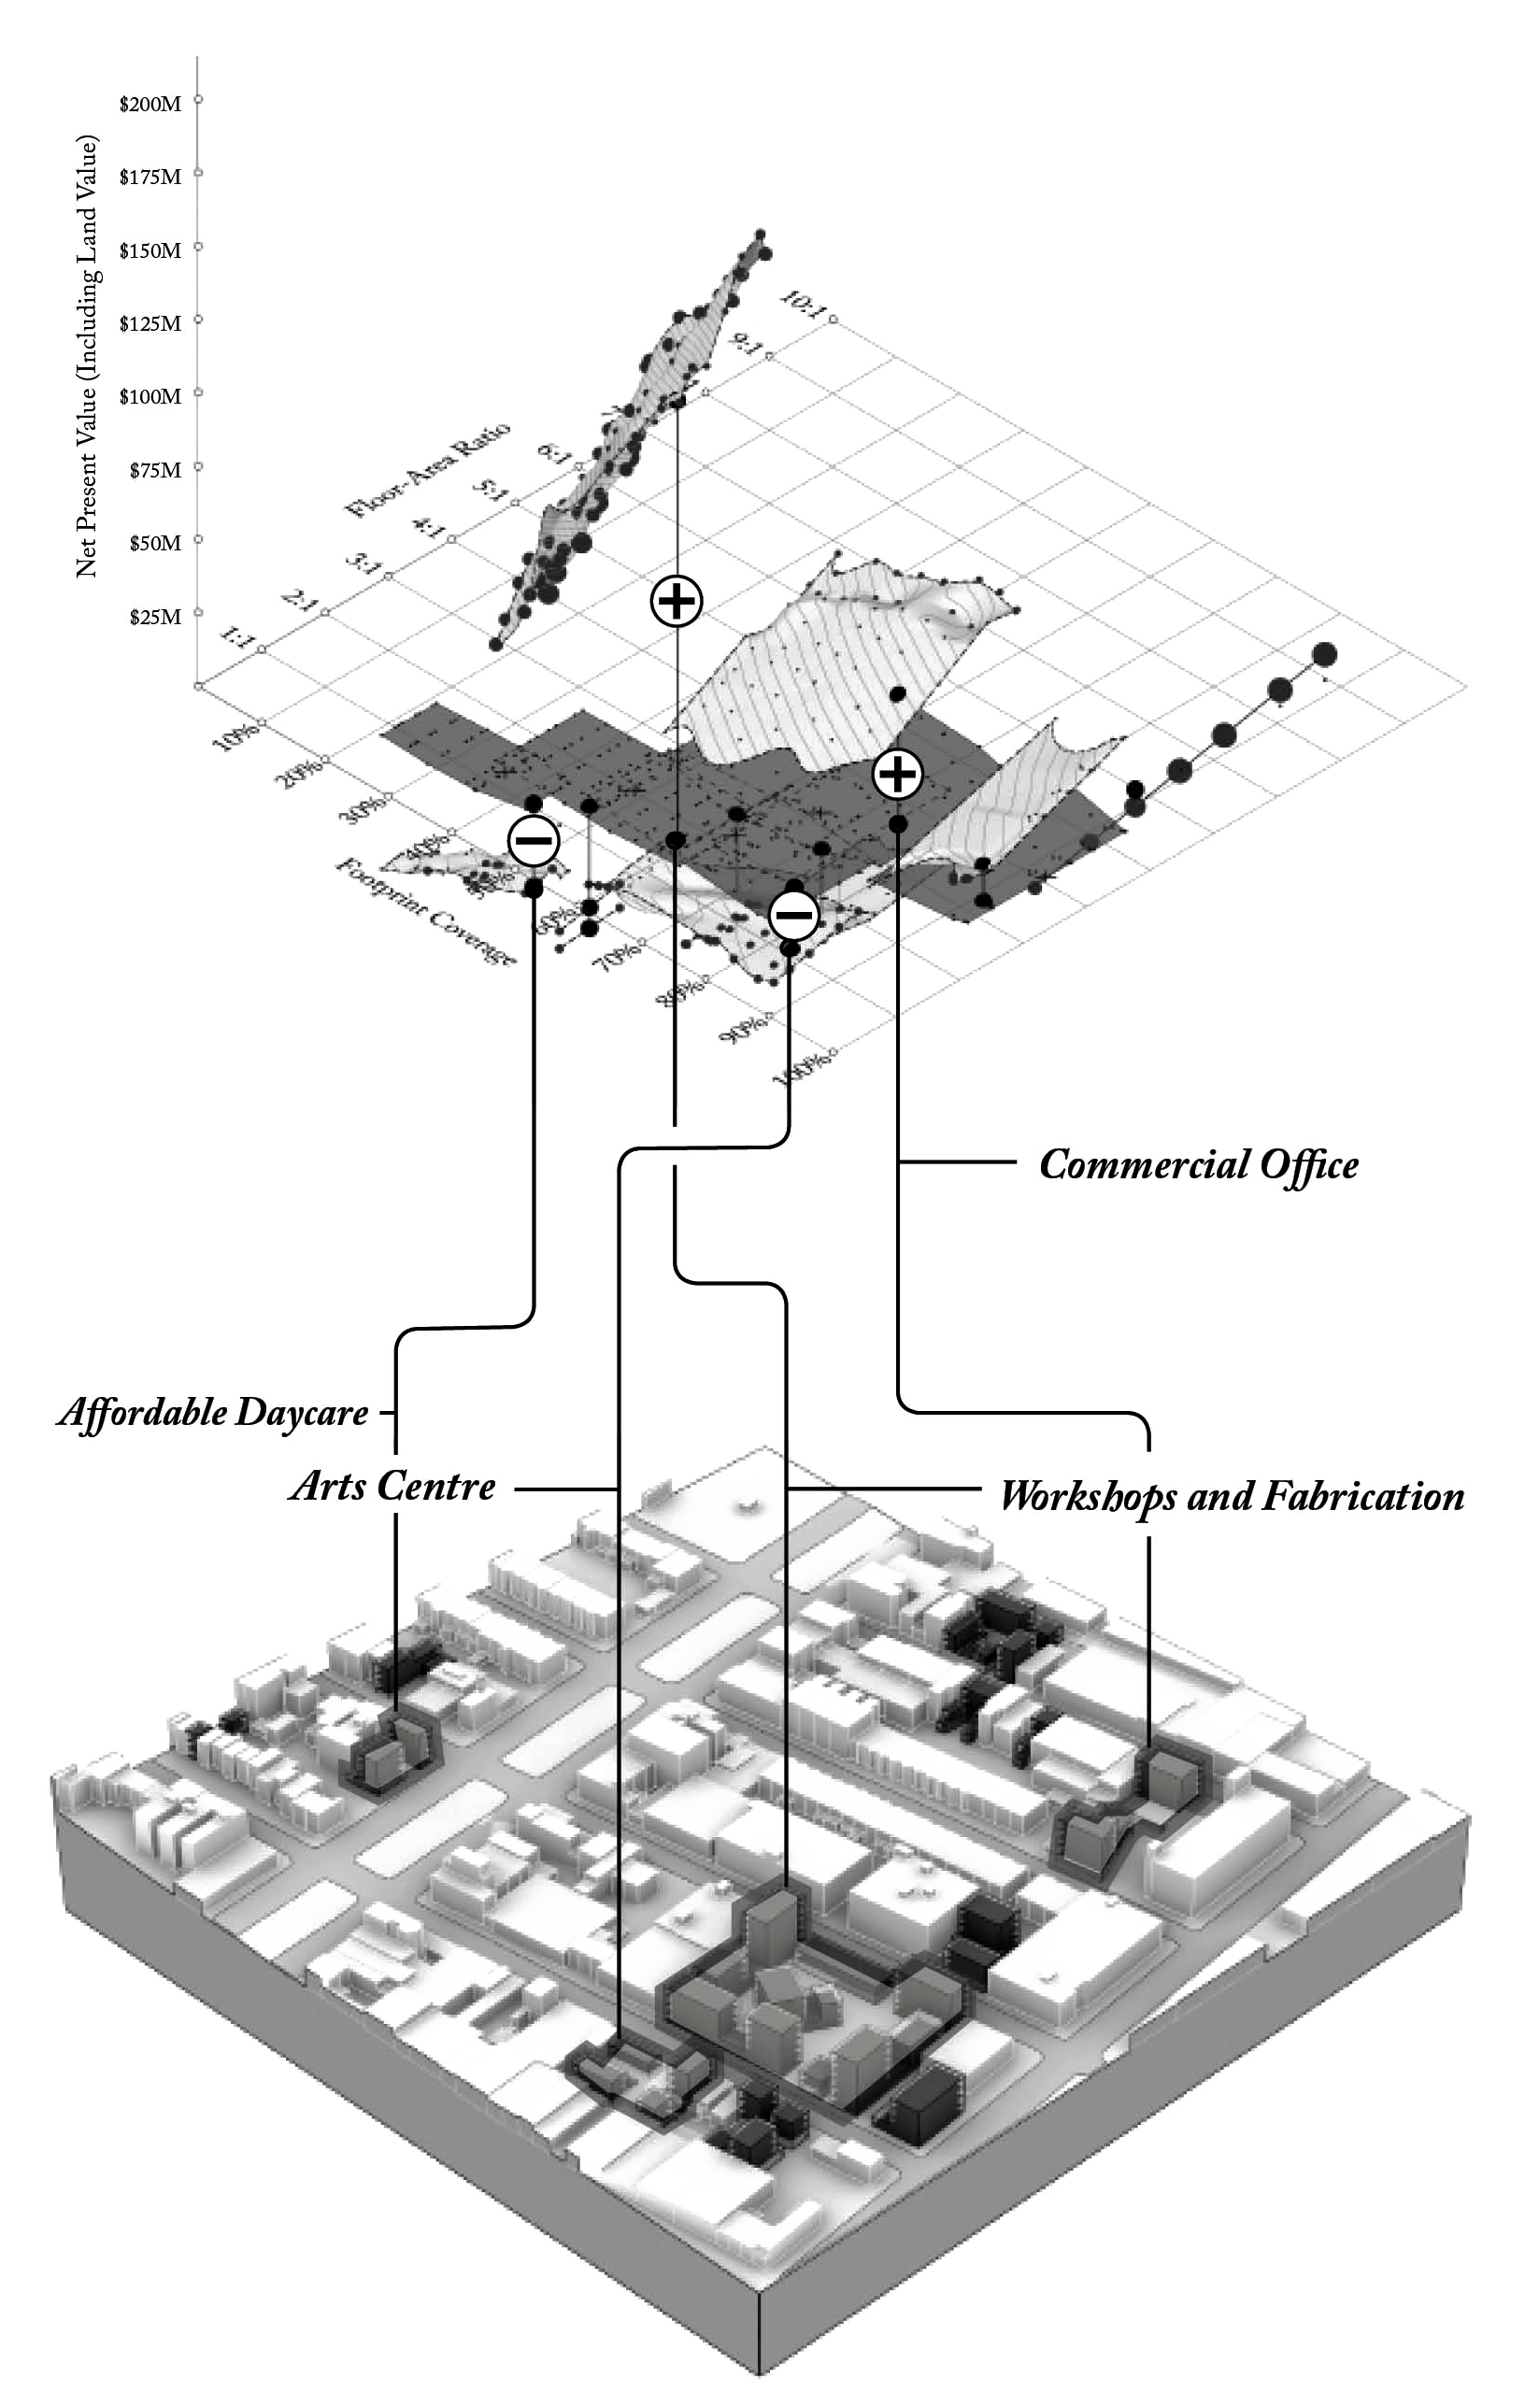 $200M
$175M
$150M
$125M
$100M
$75M
$50M
$25M
Net Present Value (Including Land Value)
10:1
9:1
6:1
5:1
4:1
3:1
2:1
1:1
Floor-Area Ratio
10%
20%
30%
40%
60%
70%
80%
90%
100%
Footprint Coverage
Commercial Office
Affordable Daycare
Arts Centre
Workshops and Fabrication